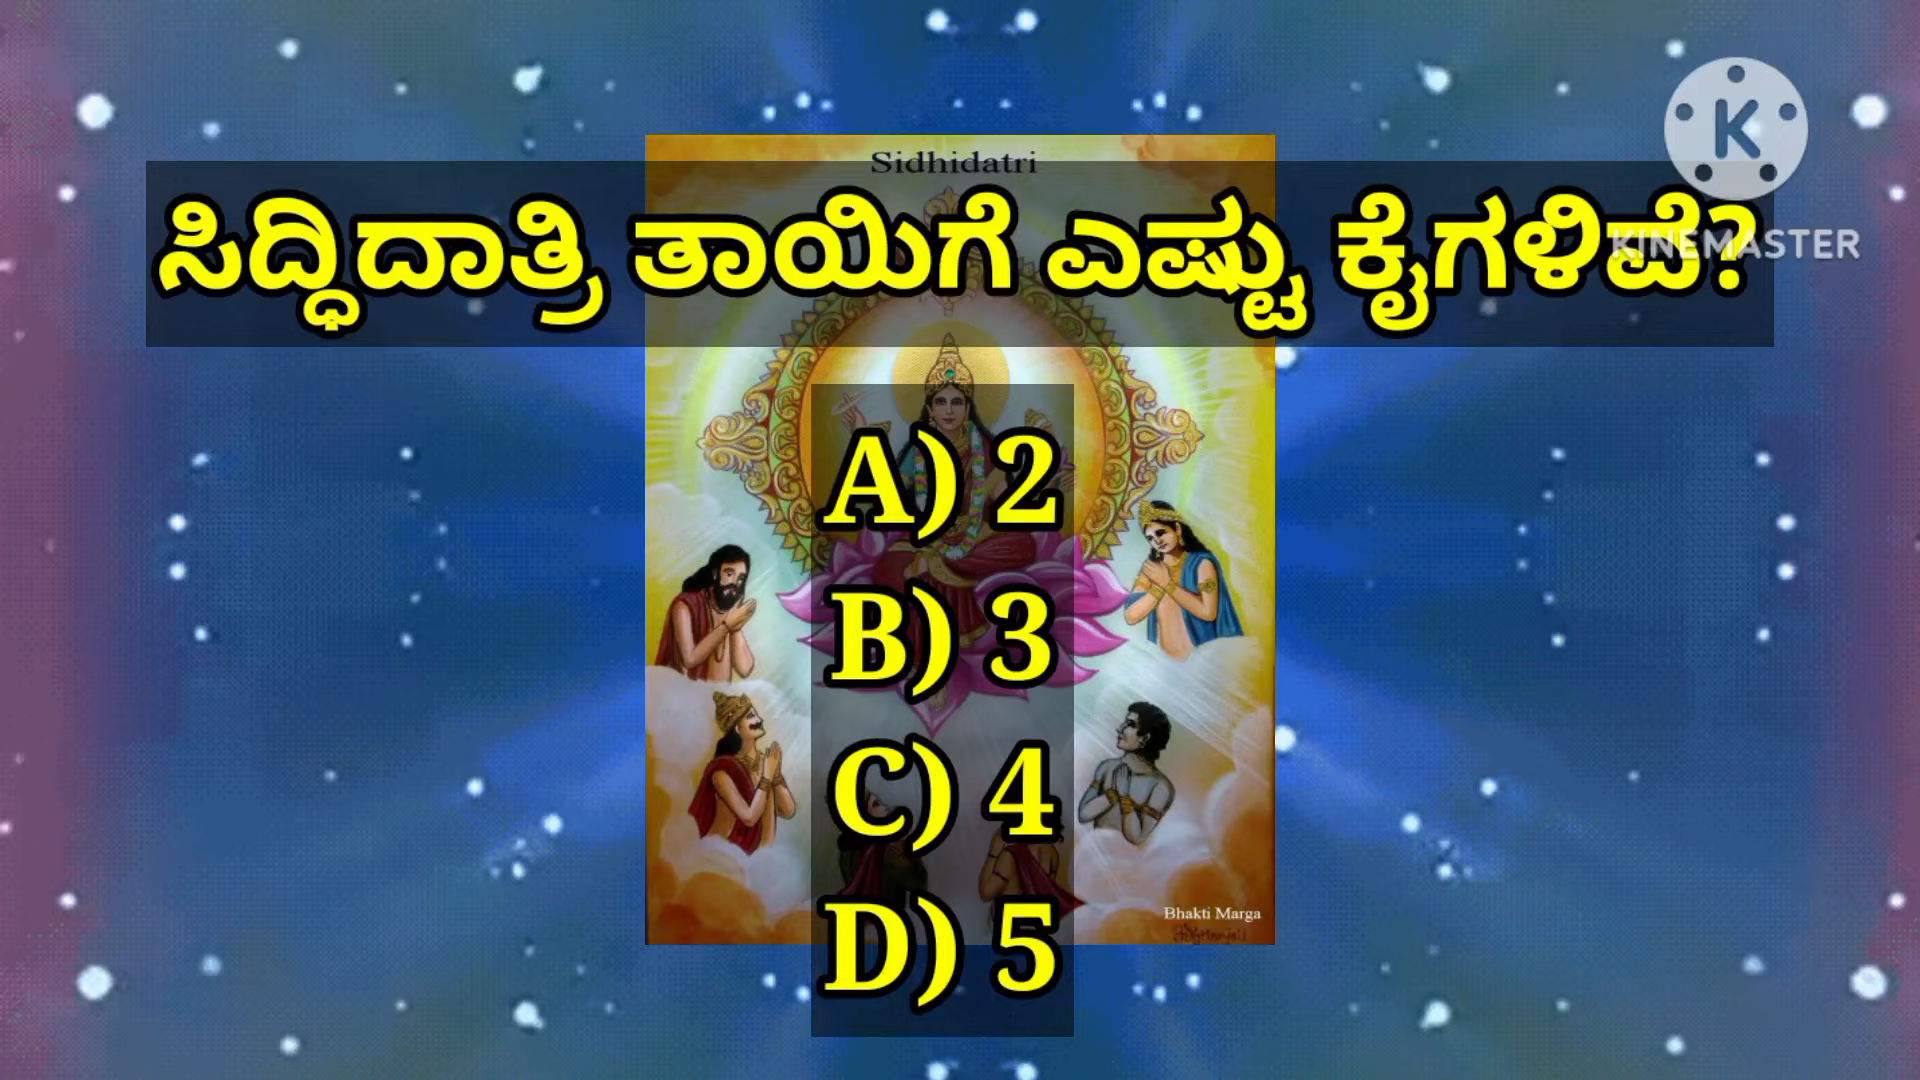 Sidhidatri
ಸಿದ್ಧಿದಾತ್ರಿ ತಾಯಿಗೆ ಎಷ್ಟು ಕೈಗಳಿವೆ?
KINEMASTER
A) 2
B) 3
C) 4
D) 5
Bhakti Marga